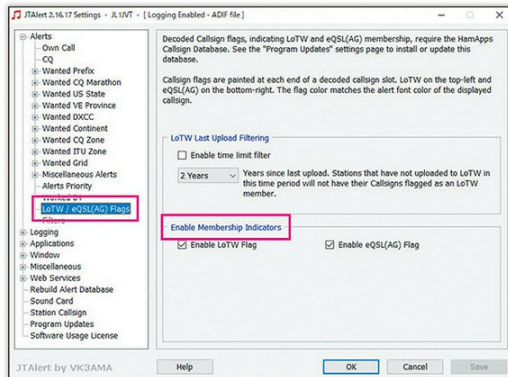 JTAlert 2.16.17 Settings - JL1JVT - [ Logging Enabled - ADIF file ]
Alerts
Own Call
CQ
Wanted Prefix
Wanted CQ Marathon
Wanted US State
Wanted VE Province
Wanted DXCC
Wanted Continent
Wanted CQ Zone
Wanted ITU Zone
Wanted Grid
Miscellaneous Alerts
Alerts Priority
Worked B4
LoTW / eQSL(AG) Flags
Filters
Logging
Applications
Window
Miscellaneous
Web Services
Rebuild Alert Database
Sound Card
Station Callsign
Program Updates
Software Usage License
Decoded Callsign flags, indicating LoTW and eQSL(AG) membership, require the HamApps
Callsign Database. See the "Program Updates" settings page to install or update this
database.
Callsign flags are painted at each end of a decoded callsign slot. LoTW on the top-left and
eQSL(AG) on the bottom-right. The flag color matches the alert font color of the displayed
callsign.
LoTW Last Upload Filtering
Enable time limit filter
2 Years
Years since last upload. Stations that have not uploaded to LoTW in
this time period will not have their Callsigns flagged as an LoTW
member.
Enable Membership Indicators
Enable LoTW Flag
Enable eQSL(AG) Flag
JTAlert by VK3AMA
Help
OK
Cancel
Save